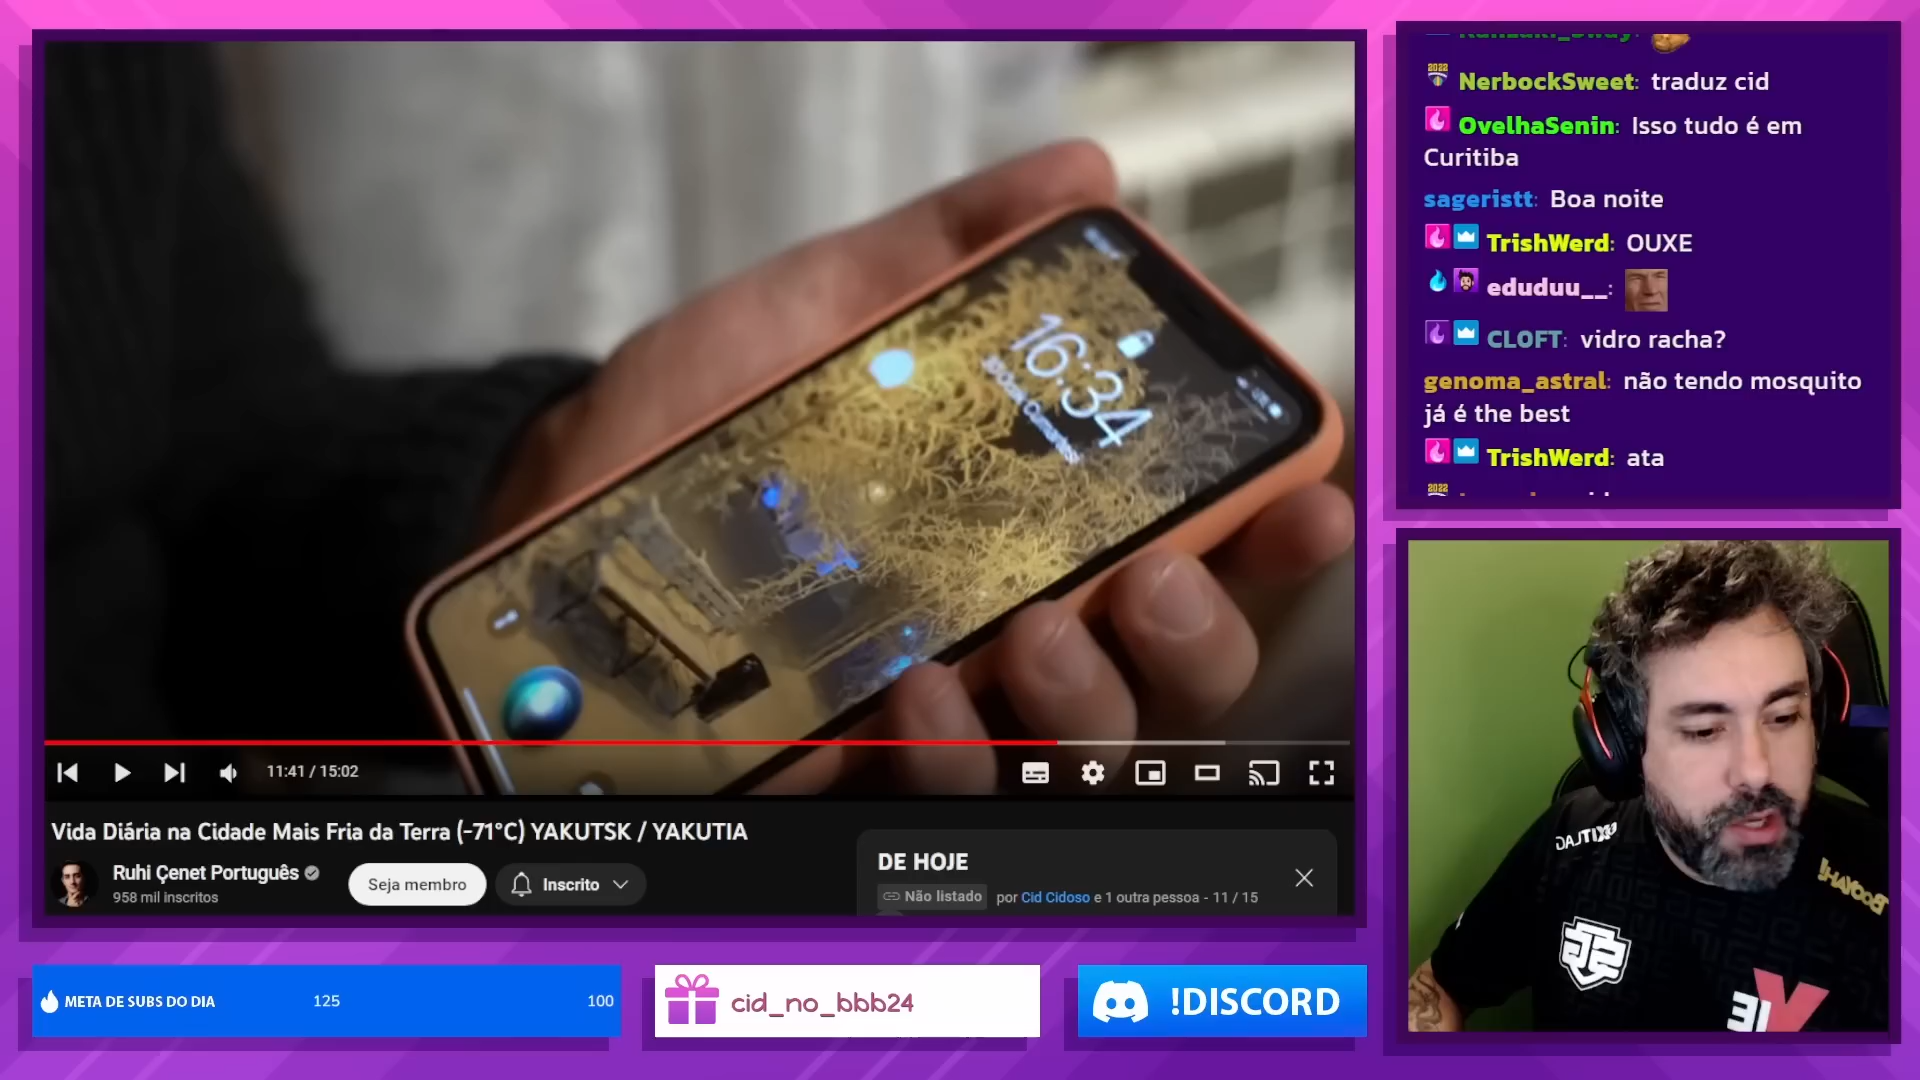 NerbockSweet: traduz cid
OvelhaSenin: Isso tudo é em
Curitiba
sageristt: Boa noite
TrishWerd: OUXE
eduduu__:
CLOFT: vidro racha?
genoma_astral: não tendo mosquito
já é the best
TrishWerd: ata
16:34
11:41 / 15:02
Vida Diária na Cidade Mais Fria da Terra (-71°C) YAKUTSK / YAKUTIA
Ruhi Çenet Português
958 mil inscritos
Seja membro
Inscrito
DE HOJE
Não listado
por Cid Cidoso e 1 outra pessoa - 11 / 15
META DE SUBS DO DIA 125 100
cid_no_bbb24
!DISCORD